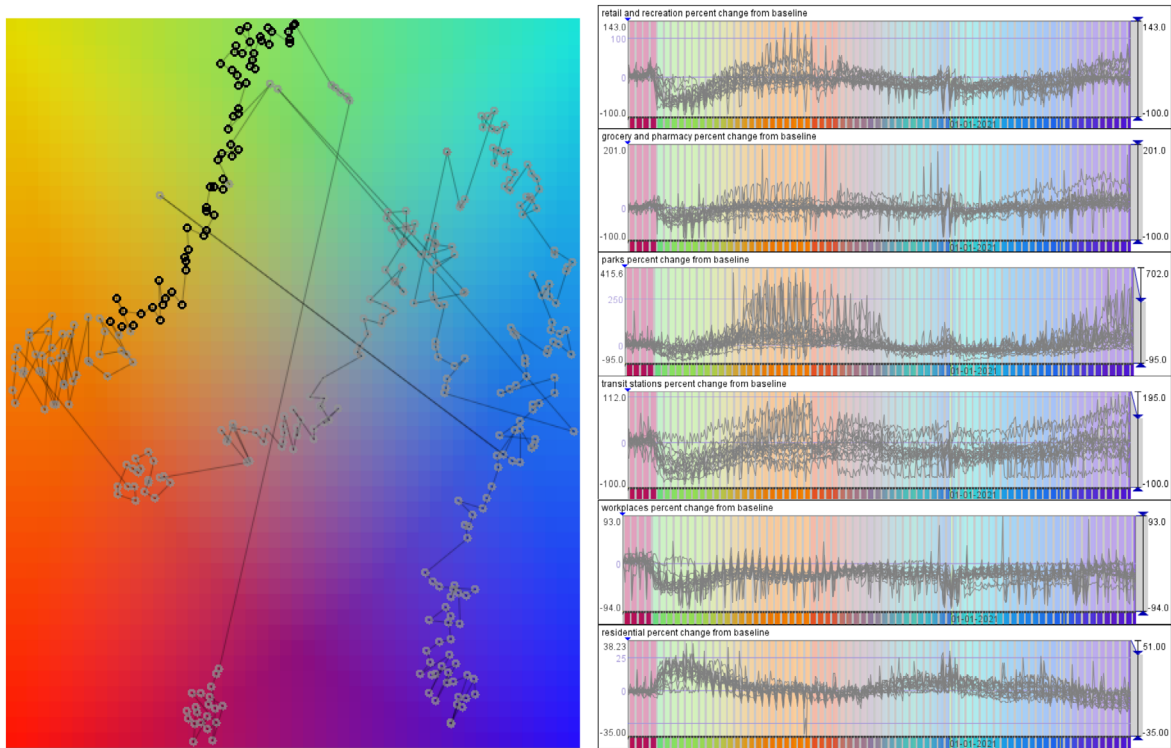 retail and recreation percent change from baseline
143.0 143.0
100
0
-100.0 01-01-2021 -100.0
grocery and pharmacy percent change from baseline
201.0 201.0
0
-100.0 01-01-2021 -100.0
parks percent change from baseline
415.6 702.0
250
0
-95.0 01-01-2021 -95.0
transit stations percent change from baseline
112.0 195.0
0
-100.0 01-01-2021 -100.0
workplaces percent change from baseline
93.0 93.0
0
-94.0 01-01-2021 -94.0
residential percent change from baseline
38.23 51.00
25
0
-35.00 01-01-2021 -35.00